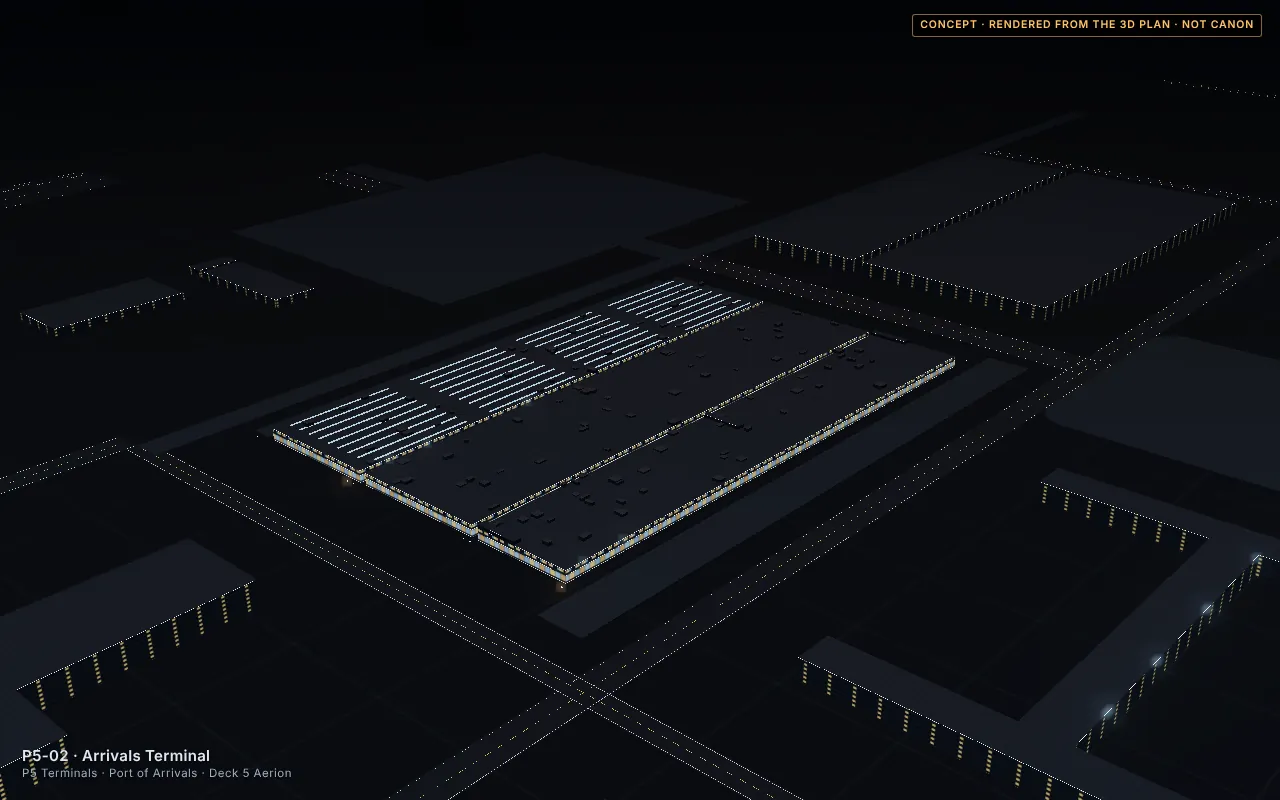 CONCEPT · RENDERED FROM THE 3D PLAN · NOT CANON
P5-02 · Arrivals Terminal
P5 Terminals · Port of Arrivals · Deck 5 Aerion